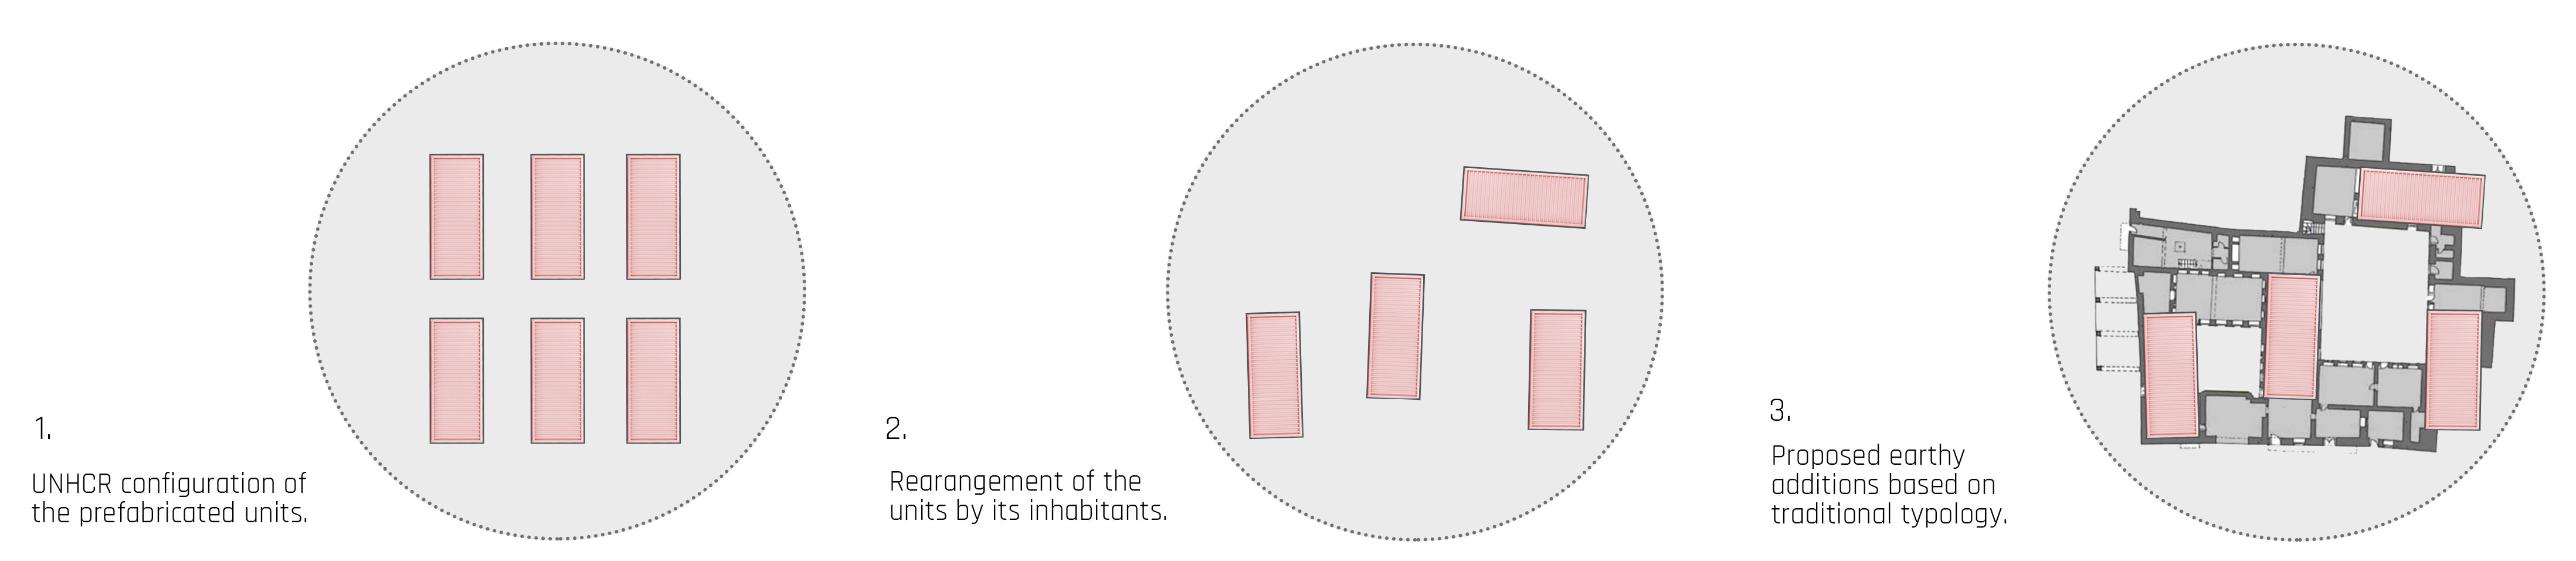 1.
UNHCR configuration of
the prefabricated units.
2.
Rearangement of the
units by its inhabitants.
3.
Proposed earthy
additions based on
traditional typology.